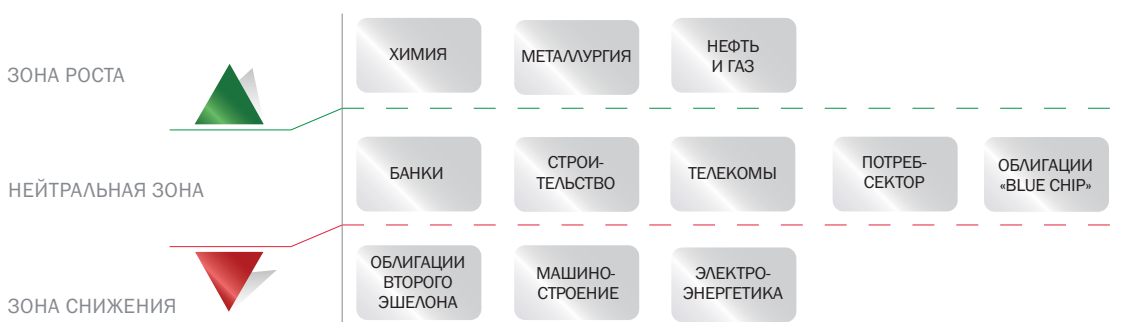 ЗОНА РОСТА
ХИМИЯ
МЕТАЛЛУРГИЯ
НЕФТЬ
И ГАЗ
НЕЙТРАЛЬНАЯ ЗОНА
БАНКИ
СТРОИ-
ТЕЛЬСТВО
ТЕЛЕКОМЫ
ПОТРЕБ-
СЕКТОР
ОБЛИГАЦИИ
«BLUE CHIP»
ЗОНА СНИЖЕНИЯ
ОБЛИГАЦИИ
ВТОРОГО
ЭШЕЛОНА
МАШИНО-
СТРОЕНИЕ
ЭЛЕКТРО-
ЭНЕРГЕТИКА